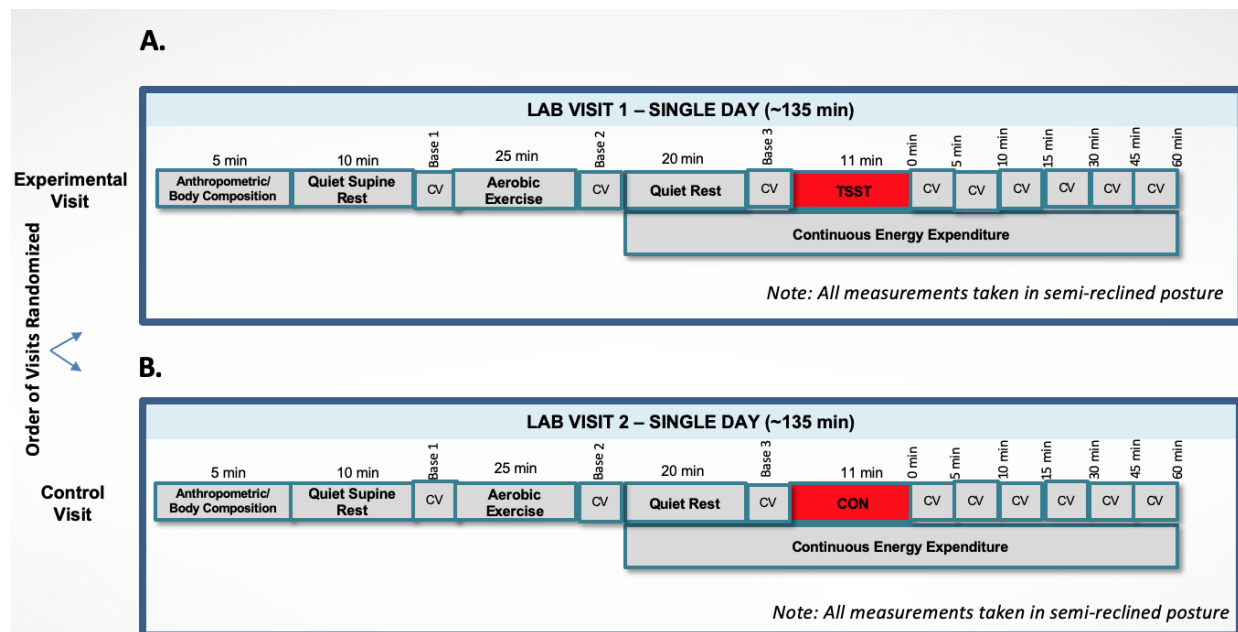 A.
LAB VISIT 1 – SINGLE DAY (~135 min)
5 min
10 min
Base 1
25 min
Base 2
20 min
Base 3
11 min
0 min
5 min
10 min
15 min
30 min
45 min
60 min
Experimental
Visit
Anthropometric/
Body Composition
Quiet Supine
Rest
CV
Aerobic
Exercise
CV
Quiet Rest
CV
TSST
CV
CV
CV
CV
CV
CV
Continuous Energy Expenditure
Note: All measurements taken in semi-reclined posture
Order of Visits Randomized
B.
LAB VISIT 2 – SINGLE DAY (~135 min)
5 min
10 min
Base 1
25 min
Base 2
20 min
Base 3
11 min
0 min
5 min
10 min
15 min
30 min
45 min
60 min
Control
Visit
Anthropometric/
Body Composition
Quiet Supine
Rest
CV
Aerobic
Exercise
CV
Quiet Rest
CV
CON
CV
CV
CV
CV
CV
CV
Continuous Energy Expenditure
Note: All measurements taken in semi-reclined posture